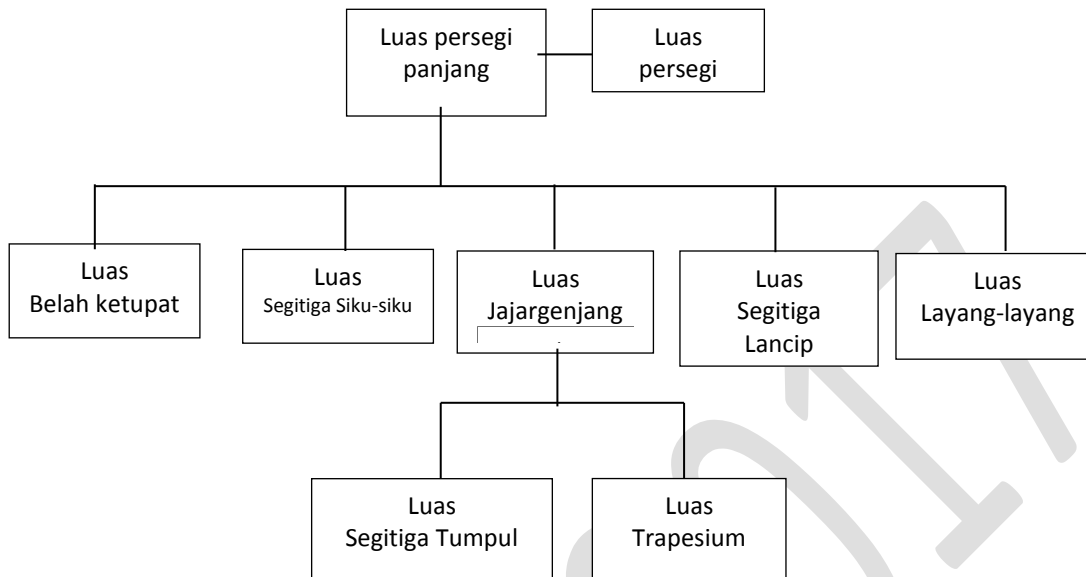 Luas persegi
panjang
Luas
persegi
Luas
Belah ketupat
Luas
Segitiga Siku-siku
Luas
Jajargenjang
Luas
Segitiga
Lancip
Luas
Layang-layang
Luas
Segitiga Tumpul
Luas
Trapesium